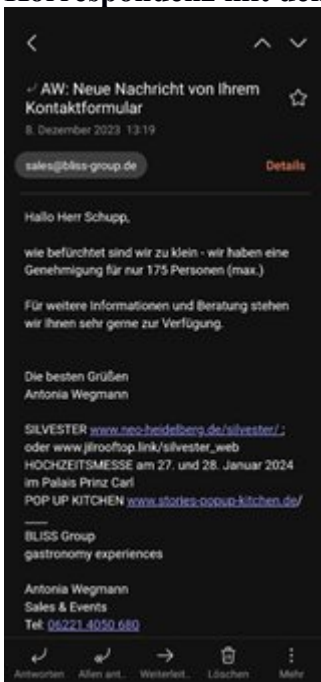 Korrespondenz mit den
AW: Neue Nachricht von Ihrem
Kontaktformular
8. Dezember 2023 13:19
sales@bliss-group.de
Details
Hallo Herr Schupp,
wie befürchtet sind wir zu klein - wir haben eine
Genehmigung für nur 175 Personen (max.)
Für weitere Informationen und Beratung stehen
wir Ihnen sehr gerne zur Verfügung.
Die besten Grüßen
Antonia Wegmann
SILVESTER www.neo-heidelberg.de/silvester/ ;
oder www.jilrooftop.link/silvester_web
HOCHZEITSMESSE am 27. und 28. Januar 2024
im Palais Prinz Carl
POP UP KITCHEN www.stories-popup-kitchen.de/
___
BLISS Group
gastronomy experiences
Antonia Wegmann
Sales & Events
Tel: 06221 4050 680
Antworten Allen ant.. Weiterleit.. Löschen Mehr